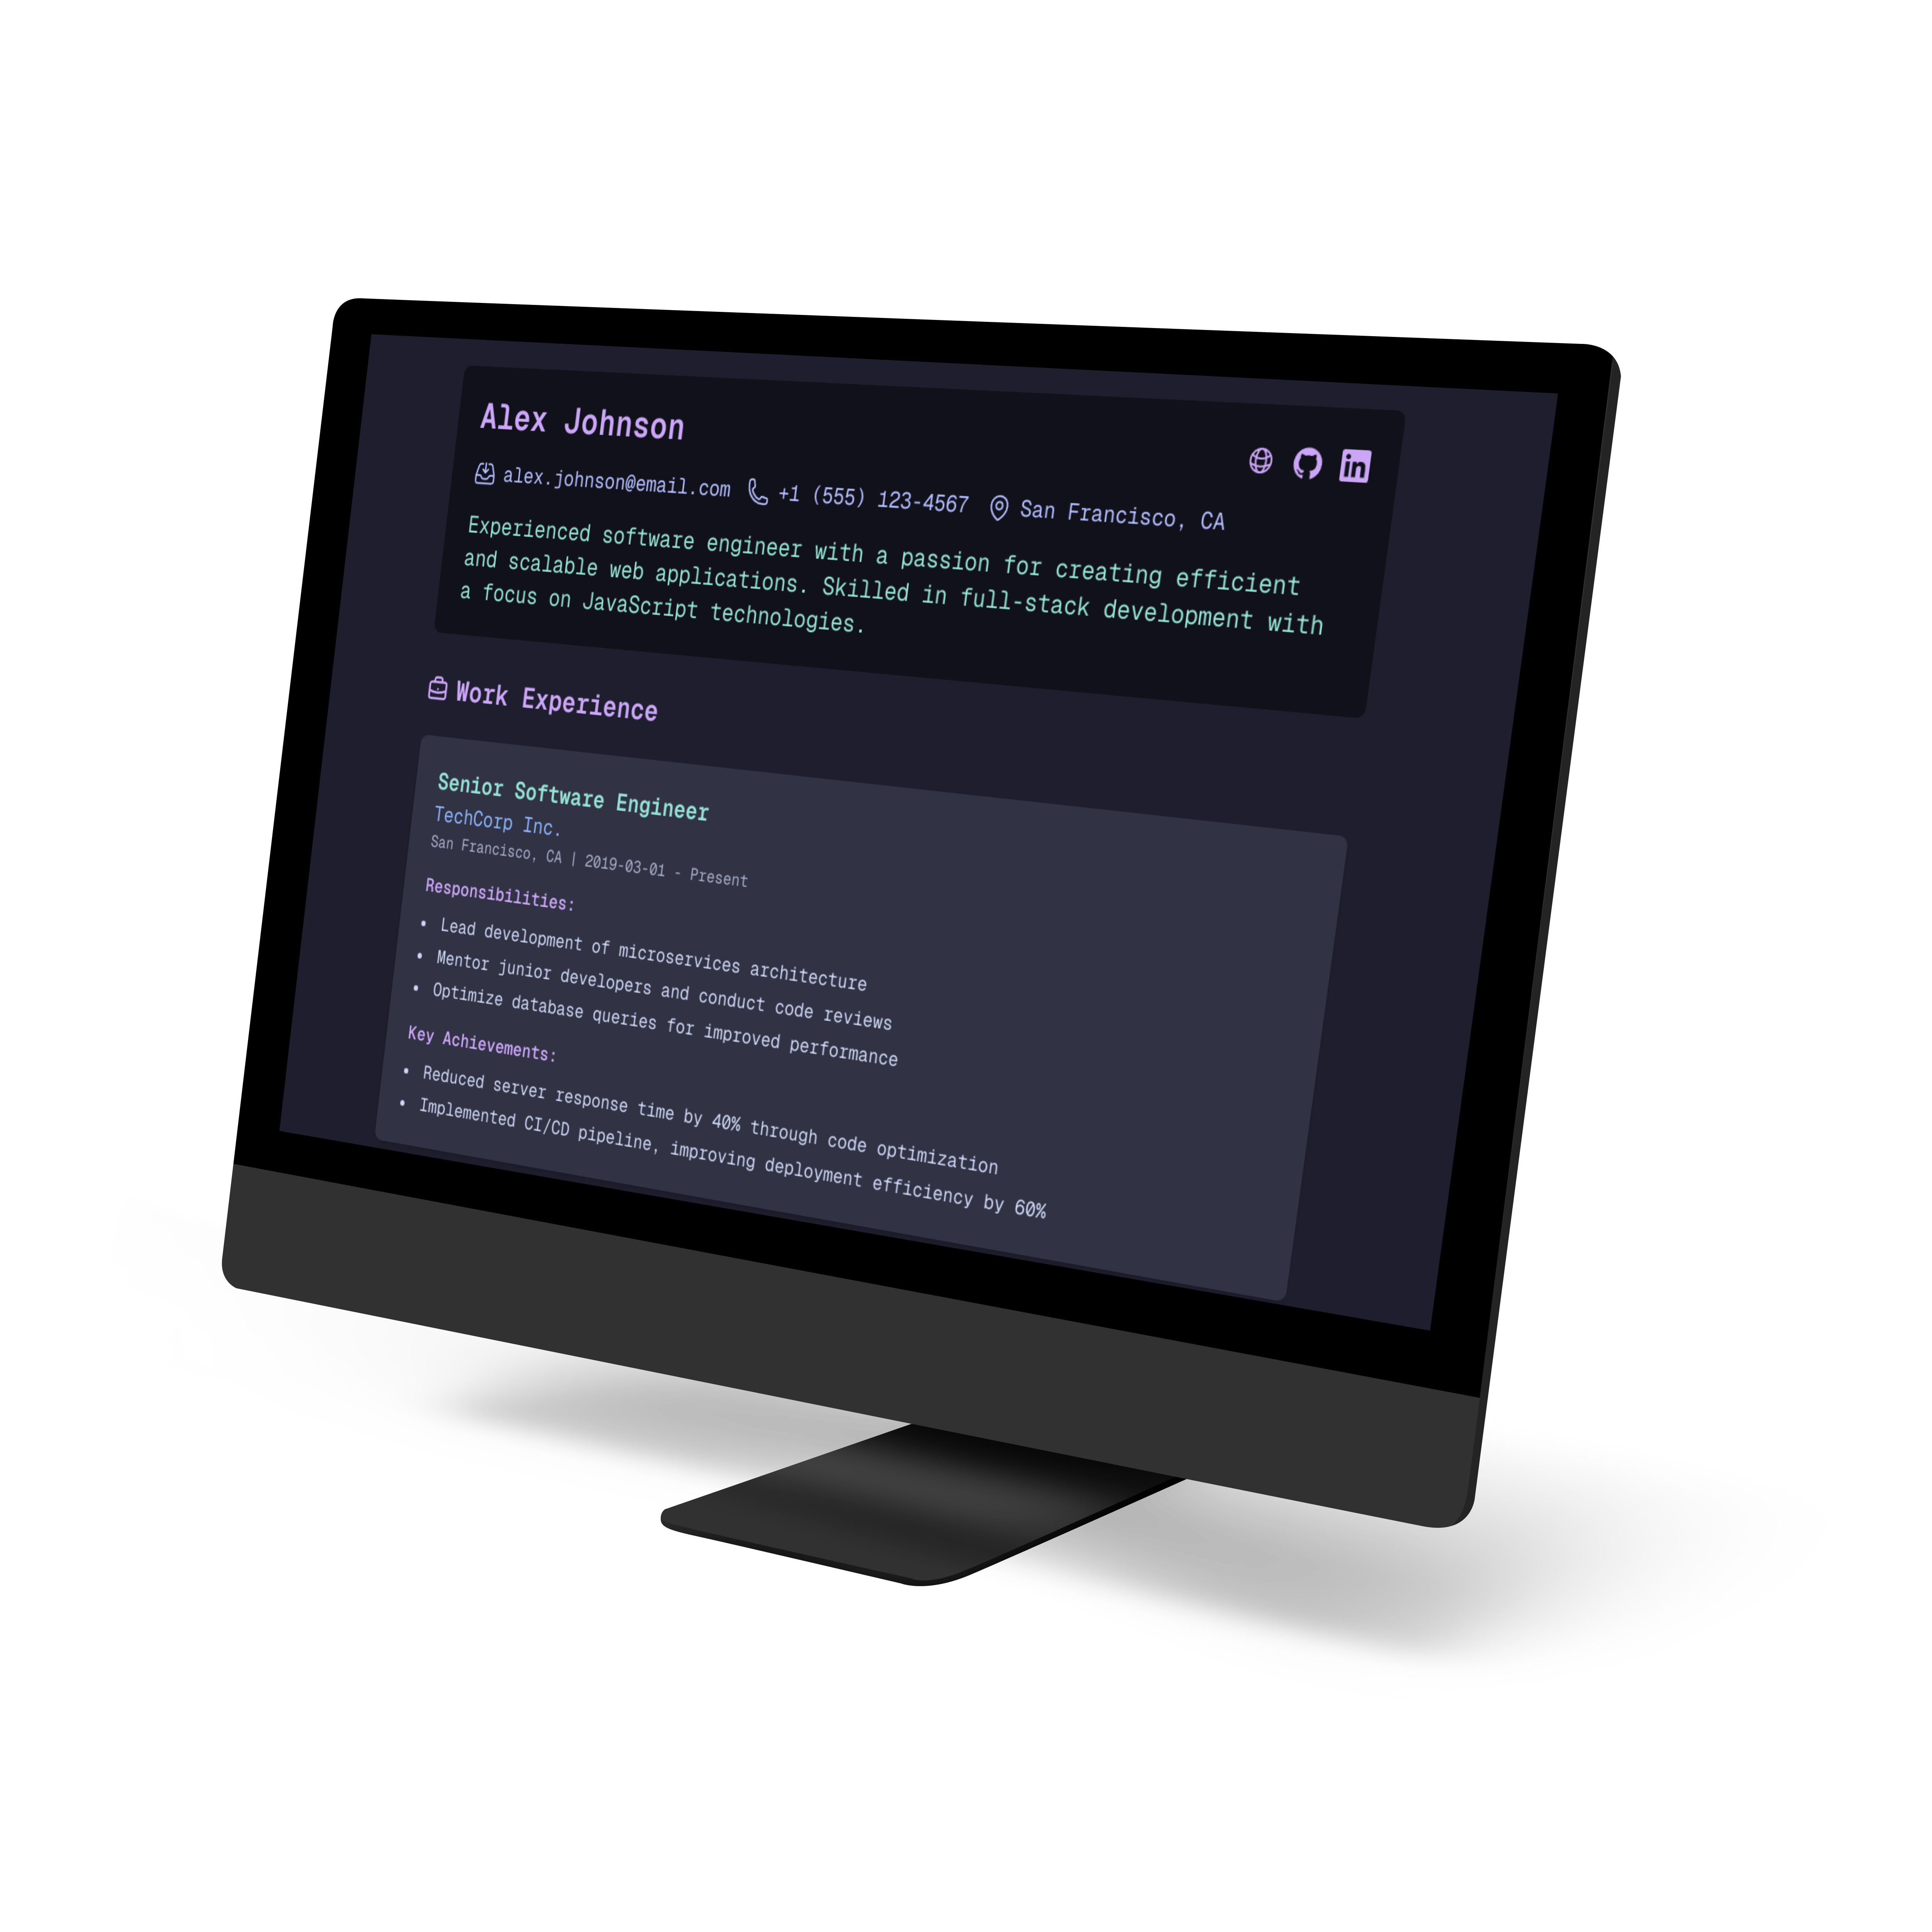 Alex Johnson
alex.johnson@email.com +1 (555) 123-4567 San Francisco, CA
Experienced software engineer with a passion for creating efficient
and scalable web applications. Skilled in full-stack development with
a focus on JavaScript technologies.
in
Work Experience
Senior Software Engineer
TechCorp Inc.
San Francisco, CA | 2019-03-01 - Present
Responsibilities:
• Lead development of microservices architecture
• Mentor junior developers and conduct code reviews
• Optimize database queries for improved performance
Key Achievements:
• Reduced server response time by 40% through code optimization
• Implemented CI/CD pipeline, improving deployment efficiency by 60%